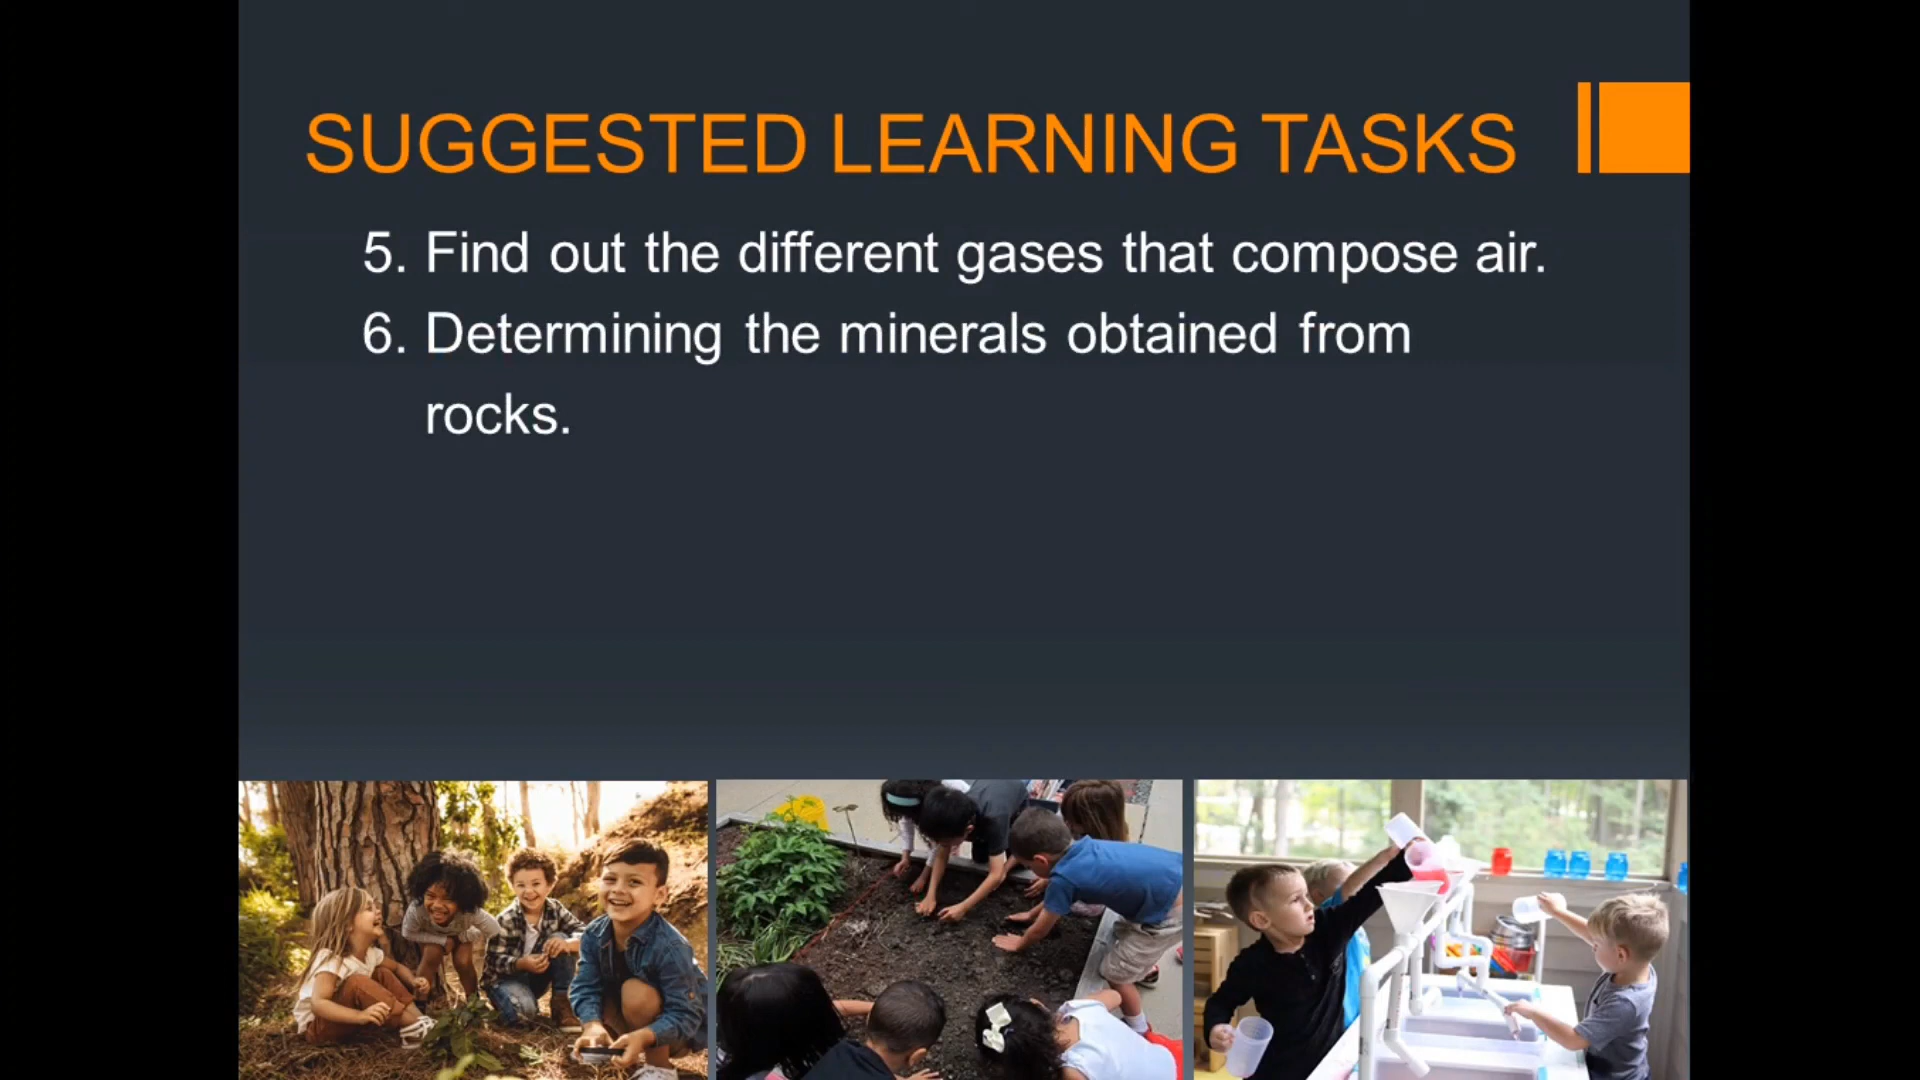 SUGGESTED LEARNING TASKS
5. Find out the different gases that compose air.
6. Determining the minerals obtained from
rocks.